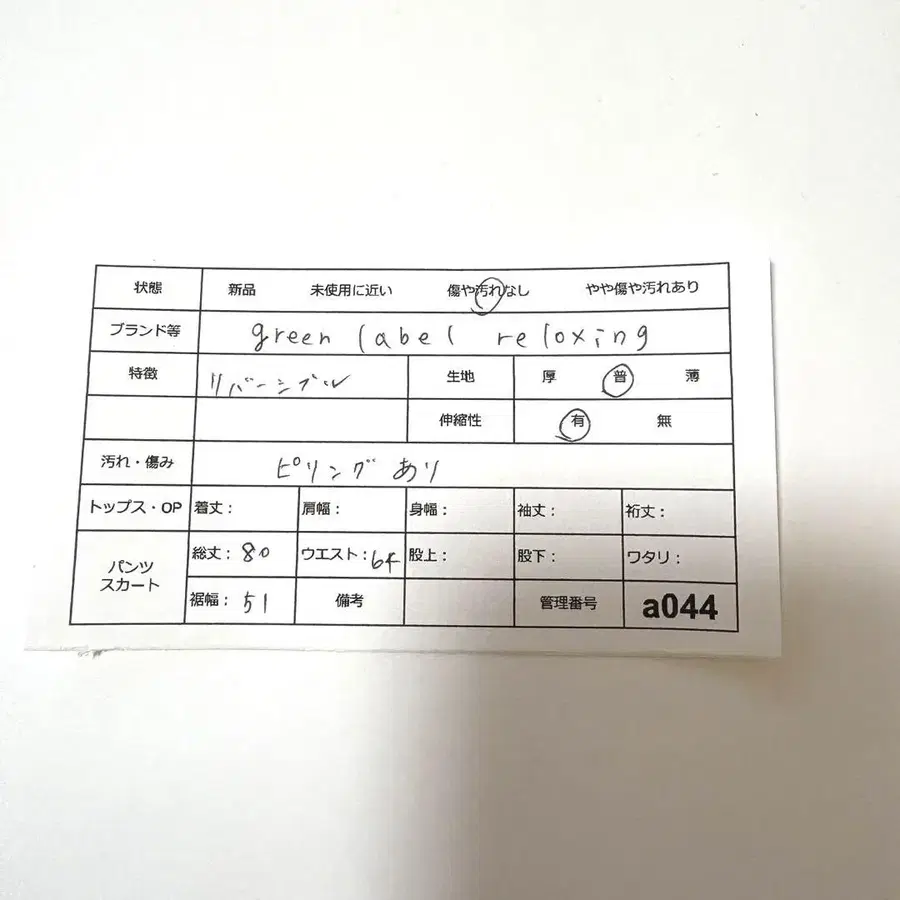 状態 新品 未使用に近い 傷や汚れなし やや傷や汚れあり
ブランド等 green label reloxing
特徴 リバーシブル 生地 厚 普 薄
伸縮性 有 無
汚れ・傷み ピリングあり
トップス・OP 着丈： 肩幅： 身幅： 袖丈： 裄丈：
パンツ スカート 総丈：80 ウエスト：64 股上： 股下： ワタリ：
裾幅：51 備考 管理番号 a044